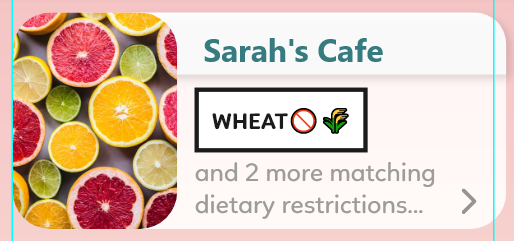 Sarah's Cafe
WHEAT🚫🌾
and 2 more matching
dietary restrictions...